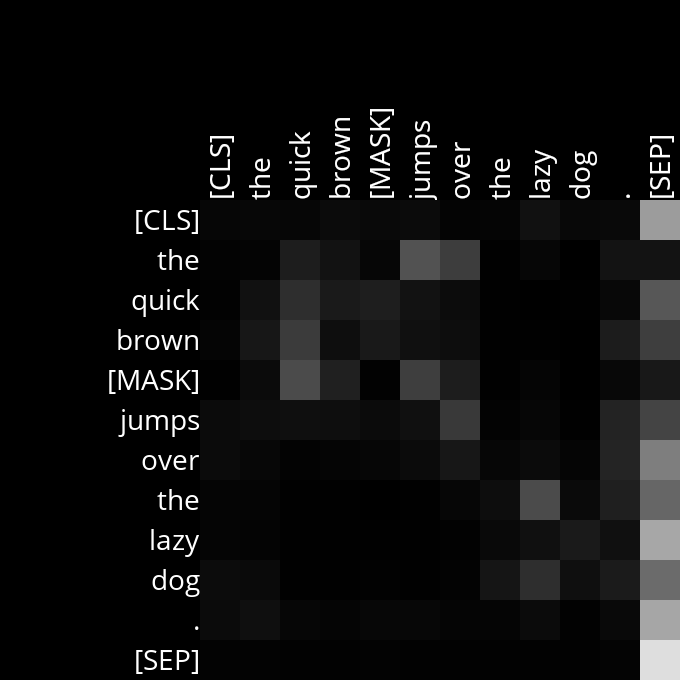 [CLS] the quick brown [MASK] jumps over the lazy dog . [SEP]
[CLS]
the
quick
brown
[MASK]
jumps
over
the
lazy
dog
.
[SEP]